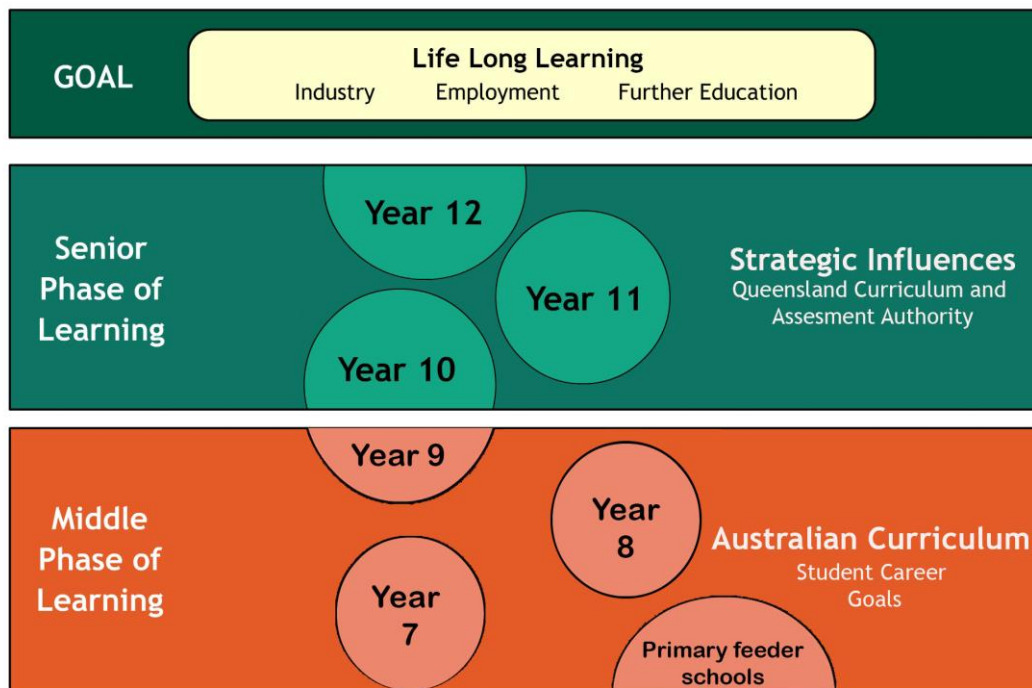 GOAL
Life Long Learning
Industry Employment Further Education
Senior
Phase of
Learning
Year 12
Year 11
Year 10
Strategic Influences
Queensland Curriculum and
Assesment Authority
Middle
Phase of
Learning
Year 9
Year
8
Year
7
Australian Curriculum
Student Career
Goals
Primary feeder
schools